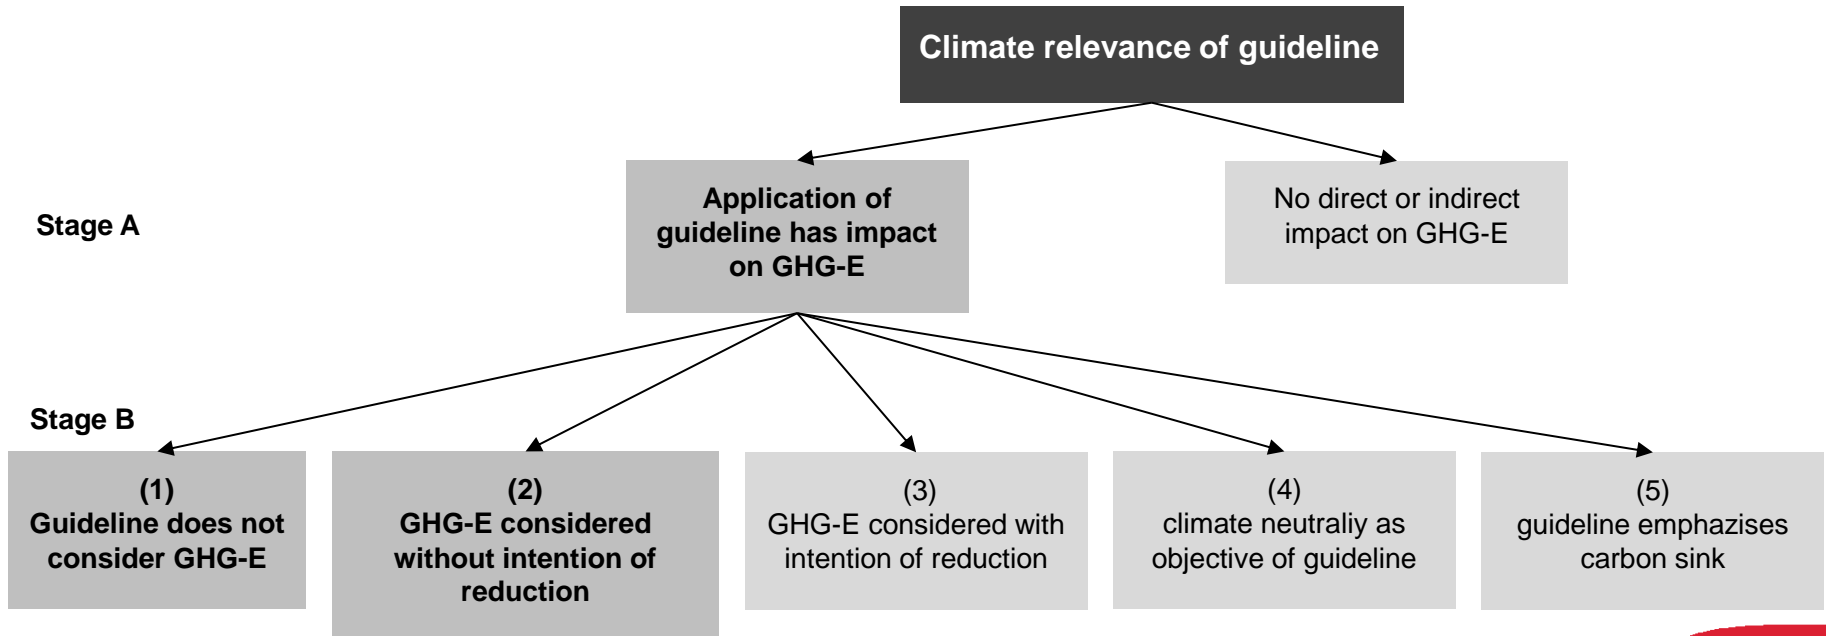 Climate relevance of guideline
Stage A
Application of
guideline has impact
on GHG-E
No direct or indirect
impact on GHG-E
Stage B
(1)
Guideline does not
consider GHG-E
(2)
GHG-E considered
without intention of
reduction
(3)
GHG-E considered with
intention of reduction
(4)
climate neutraliy as
objective of guideline
(5)
guideline emphazises
carbon sink